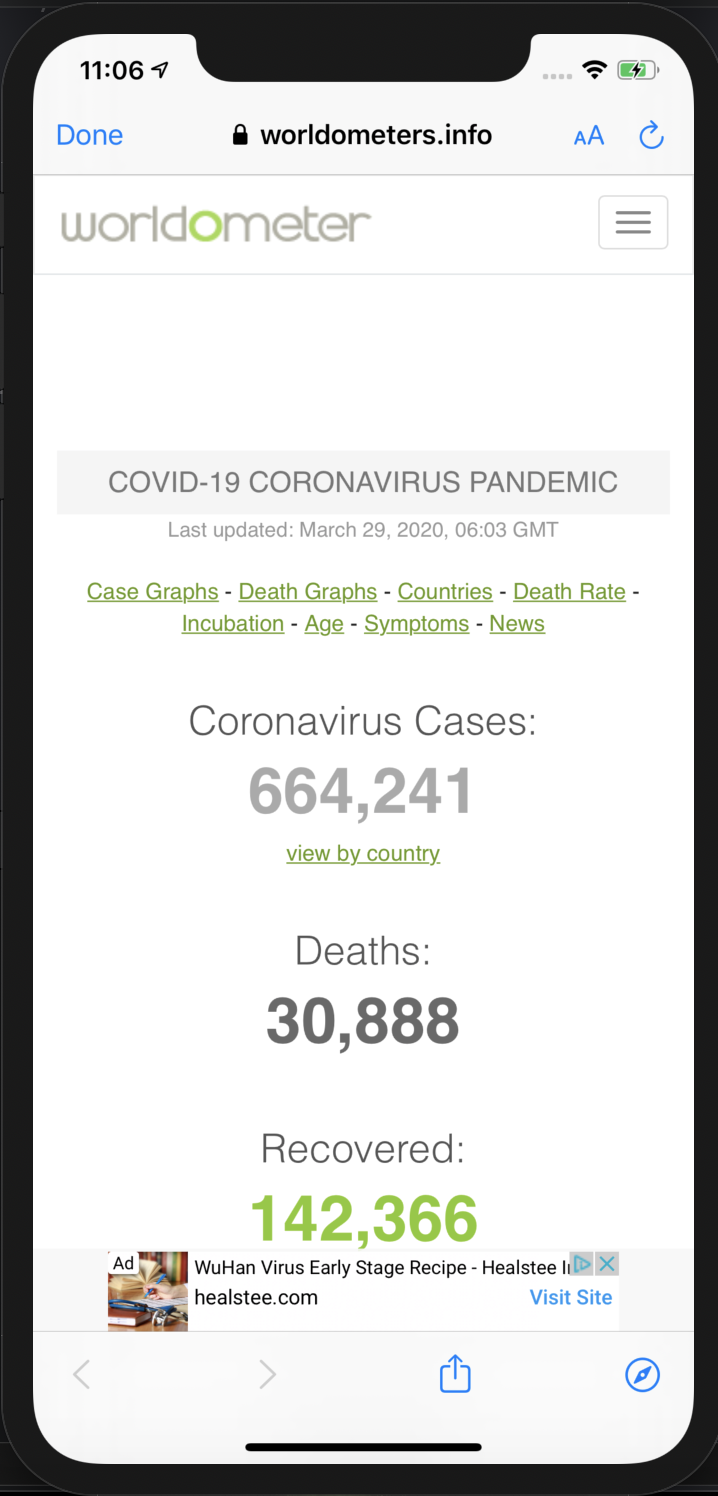 11:06
Done worldometers.info AA
worldometer
COVID-19 CORONAVIRUS PANDEMIC
Last updated: March 29, 2020, 06:03 GMT
Case Graphs - Death Graphs - Countries - Death Rate -
Incubation - Age - Symptoms - News
Coronavirus Cases:
664,241
view by country
Deaths:
30,888
Recovered:
142,366
Ad WuHan Virus Early Stage Recipe - Healstee
healstee.com Visit Site